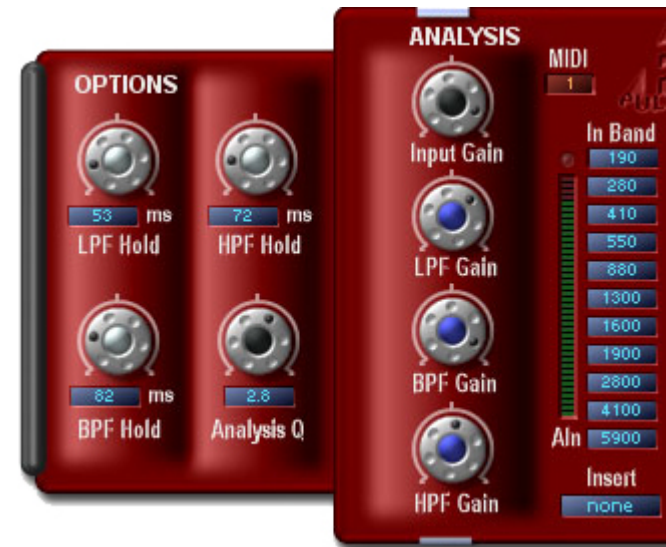 OPTIONS
53 ms
LPF Hold
72 ms
HPF Hold
82 ms
BPF Hold
2.8
Analysis Q
ANALYSIS
Input Gain
LPF Gain
BPF Gain
HPF Gain
MIDI
1
In Band
190
280
410
550
880
1300
1600
1900
2800
4100
AIn 5900
Insert
none